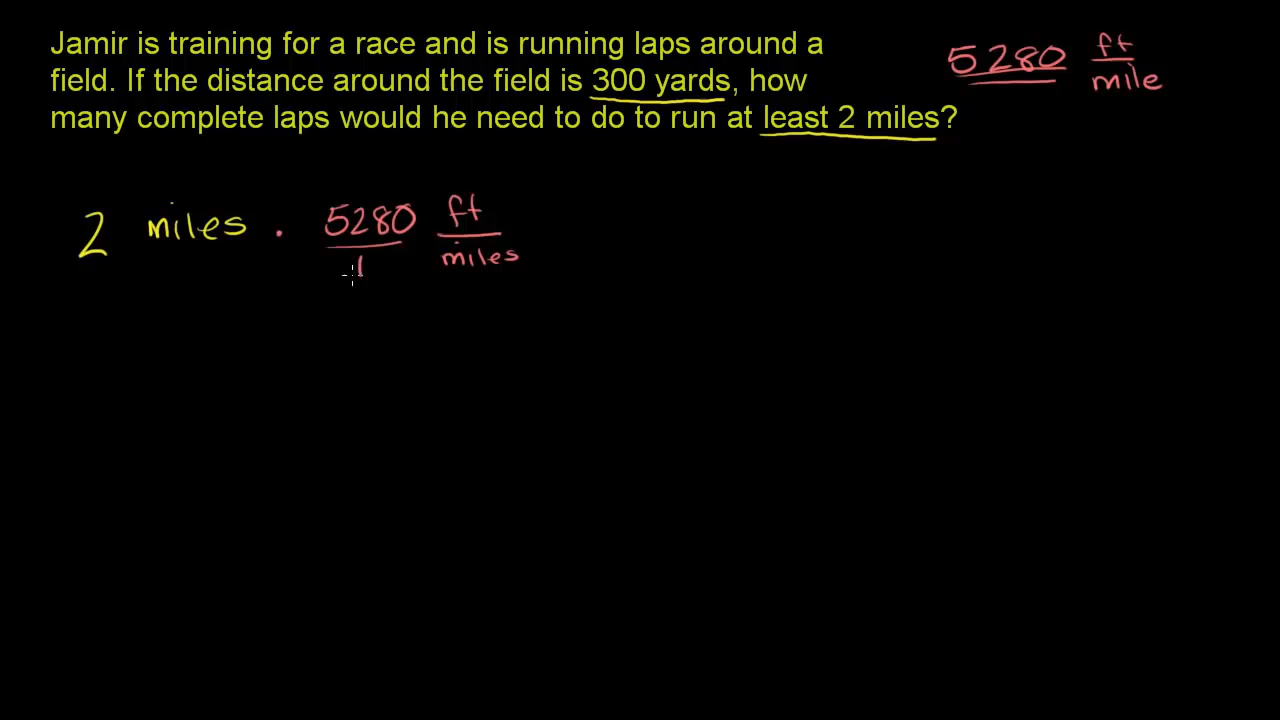 Jamir is training for a race and is running laps around a
field. If the distance around the field is 300 yards, how
many complete laps would he need to do to run at least 2 miles?
5280 ft/mile
2 miles . 5280/1 ft/miles